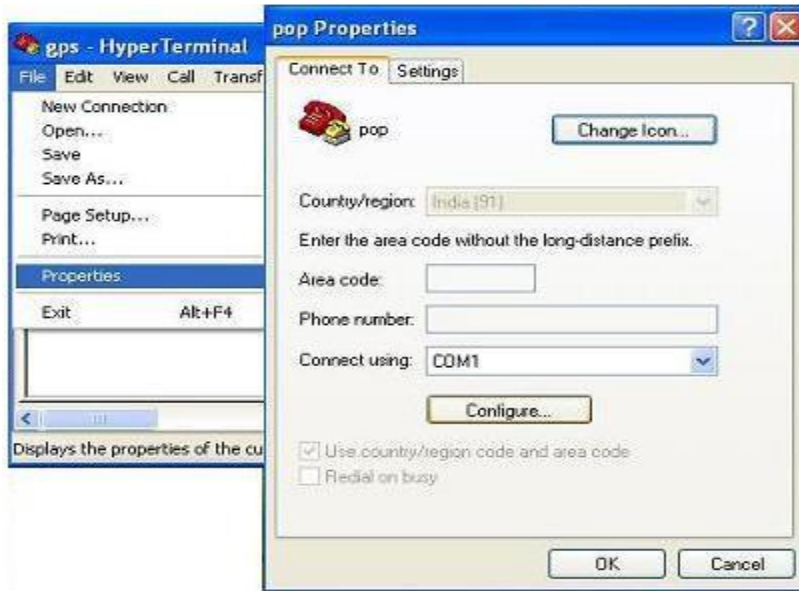 gps - HyperTerminal
File Edit View Call Transf
New Connection
Open...
Save
Save As...
Page Setup...
Print...
Properties
Exit Alt+F4
Displays the properties of the cu
pop Properties
Connect To Settings
pop
Change Icon...
Country/region: India (91)
Enter the area code without the long-distance prefix.
Area code:
Phone number:
Connect using: COM1
Configure...
Use country/region code and area code
Redial on busy
OK Cancel